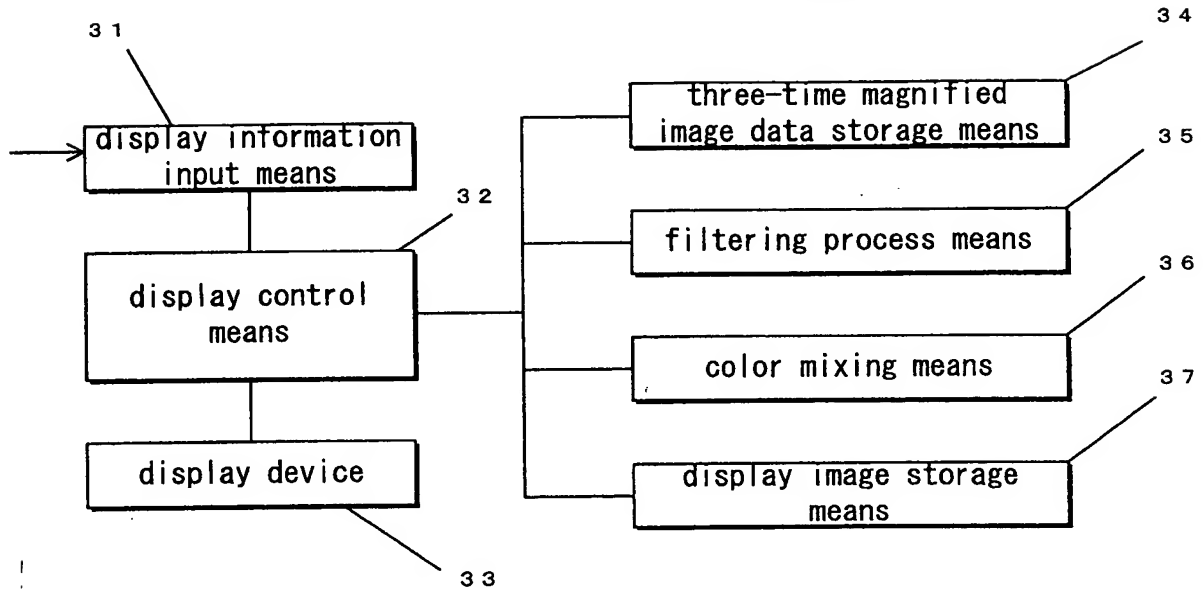 31
display information
input means
32
display control
means
display device
33
34
three-time magnified
image data storage means
35
filtering process means
36
color mixing means
37
display image storage
means